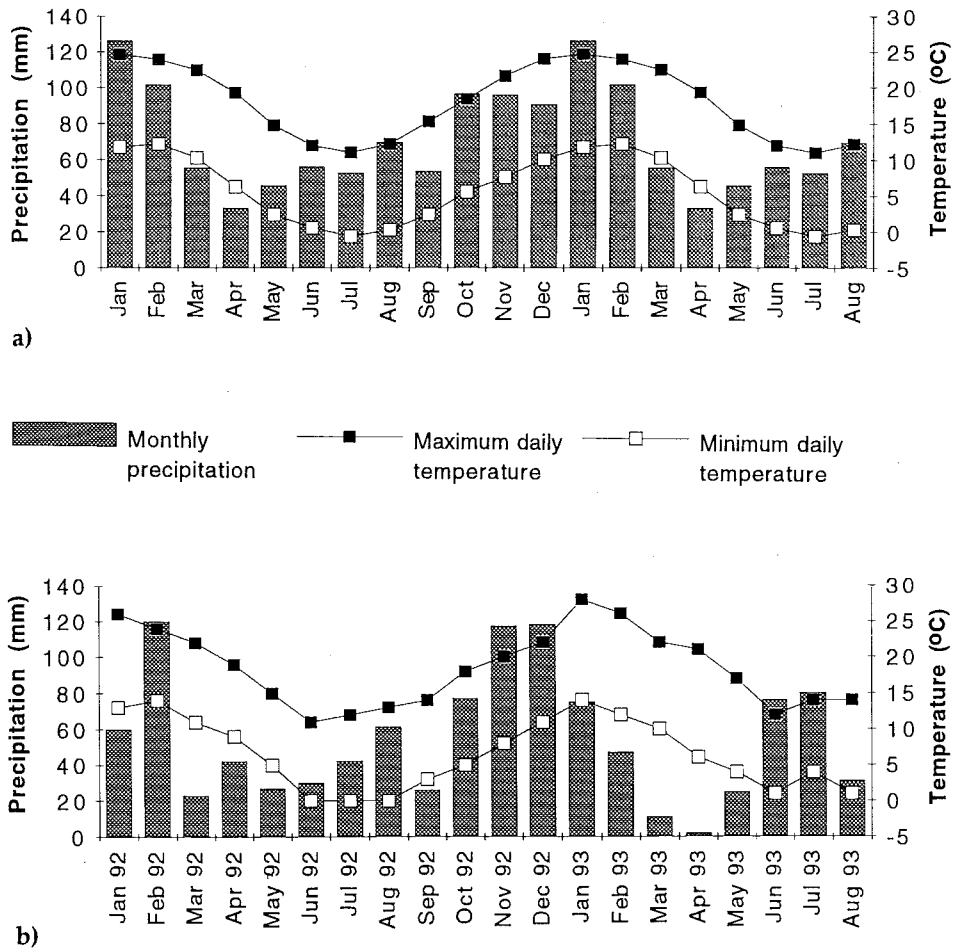 140
120
100
80
60
40
20
0
Precipitation (mm)
30
25
20
15
10
5
0
-5
Temperature (oC)
Jan
Feb
Mar
Apr
May
Jun
Jul
Aug
Sep
Oct
Nov
Dec
Jan
Feb
Mar
Apr
May
Jun
Jul
Aug
a)
Monthly
precipitation
Maximum daily
temperature
Minimum daily
temperature
140
120
100
80
60
40
20
0
Precipitation (mm)
30
25
20
15
10
5
0
-5
Temperature (oC)
Jan 92
Feb 92
Mar 92
Apr 92
May 92
Jun 92
Jul 92
Aug 92
Sep 92
Oct 92
Nov 92
Dec 92
Jan 93
Feb 93
Mar 93
Apr 93
May 93
Jun 93
Jul 93
Aug 93
b)